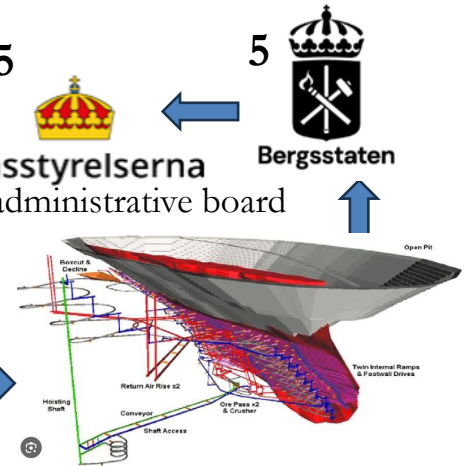 5
5
Bergsstaten
sstyrelserna
administrative board
Open Pit
Boxcut &
Decline
Twin Internal Ramps
& Footwall Drives
Return Air Rise x2
Hoisting
Shaft
Ore Pass x2
& Crusher
Conveyor
Shaft Access